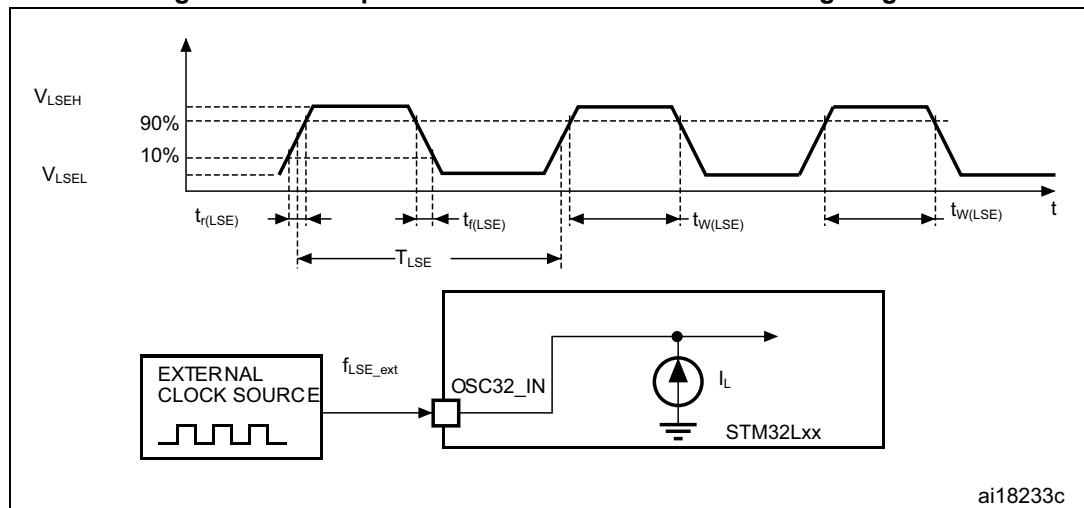 V_LSEH
90%
10%
V_LSEL
t_r(LSE)
t_f(LSE)
t_W(LSE)
t_W(LSE)
t
T_LSE
EXTERNAL
CLOCK SOURCE
f_LSE_ext
OSC32_IN
I_L
STM32Lxx
ai18233c